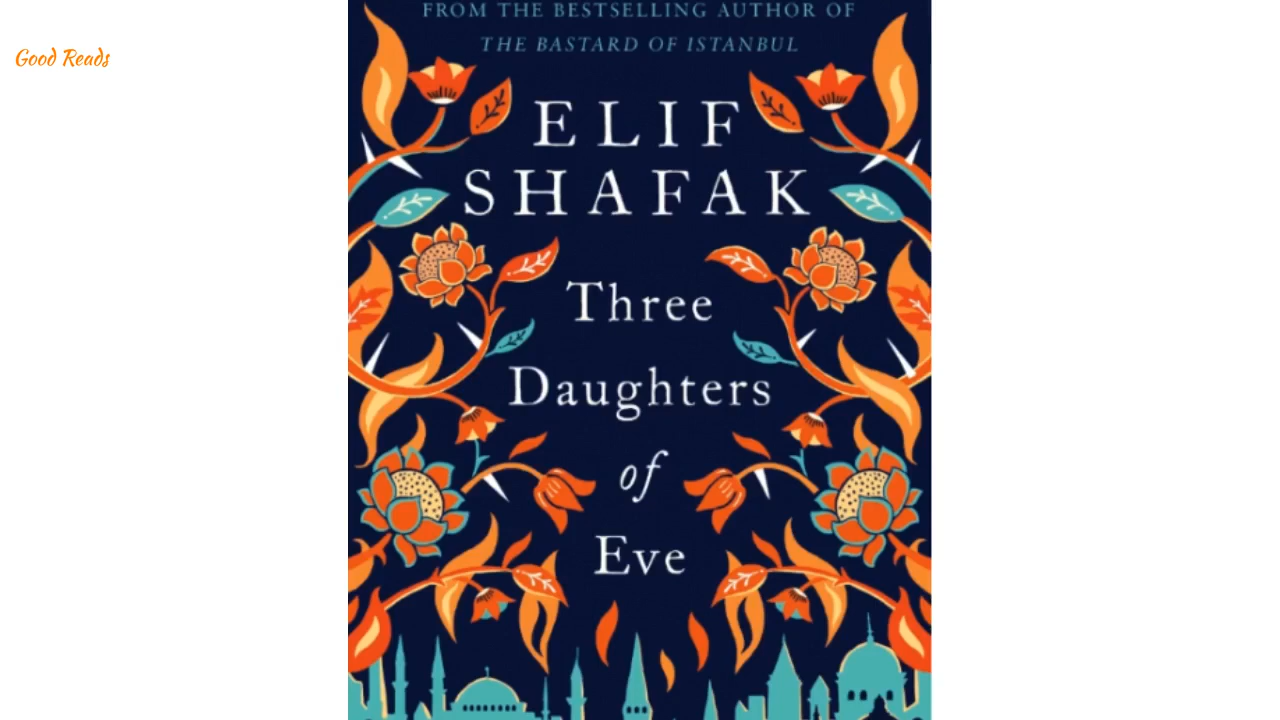 Good Reads
FROM THE BESTSELLING AUTHOR OF
THE BASTARD OF ISTANBUL
ELIF
SHAFAK
Three
Daughters
of
Eve